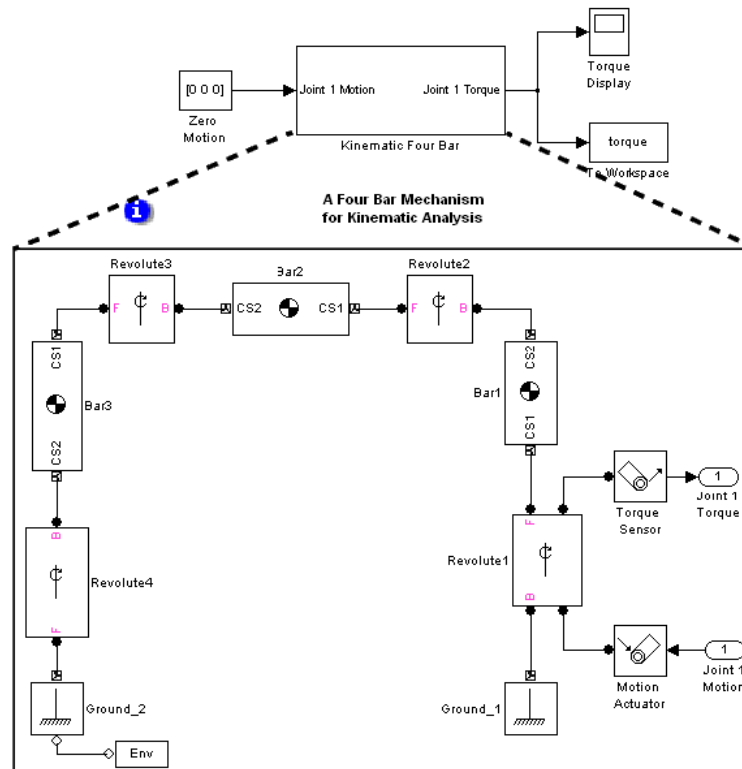 [0 0 0]
Zero
Motion
Joint 1 Motion
Joint 1 Torque
Kinematic Four Bar
Torque
Display
torque
To Workspace
i
A Four Bar Mechanism
for Kinematic Analysis
Revolute3
F
B
Bar2
CS2
CS1
Revolute2
F
B
CS1
CS2
Bar3
CS2
CS1
Bar1
B
F
Revolute4
F
B
Revolute1
Torque
Sensor
1
Joint 1
Torque
Motion
Actuator
1
Joint 1
Motion
Ground_2
Env
Ground_1